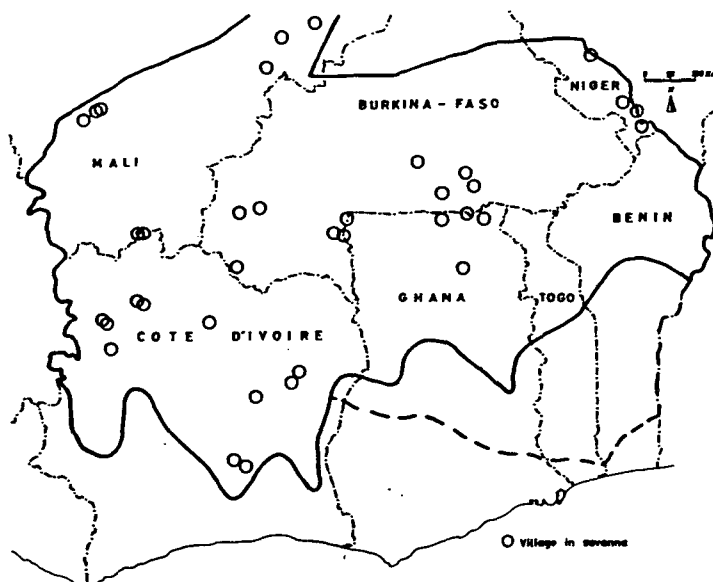 NIGER
BURKINA-FASO
MALI
BENIN
GHANA
TOGO
COTE D'IVOIRE
Village in savanna